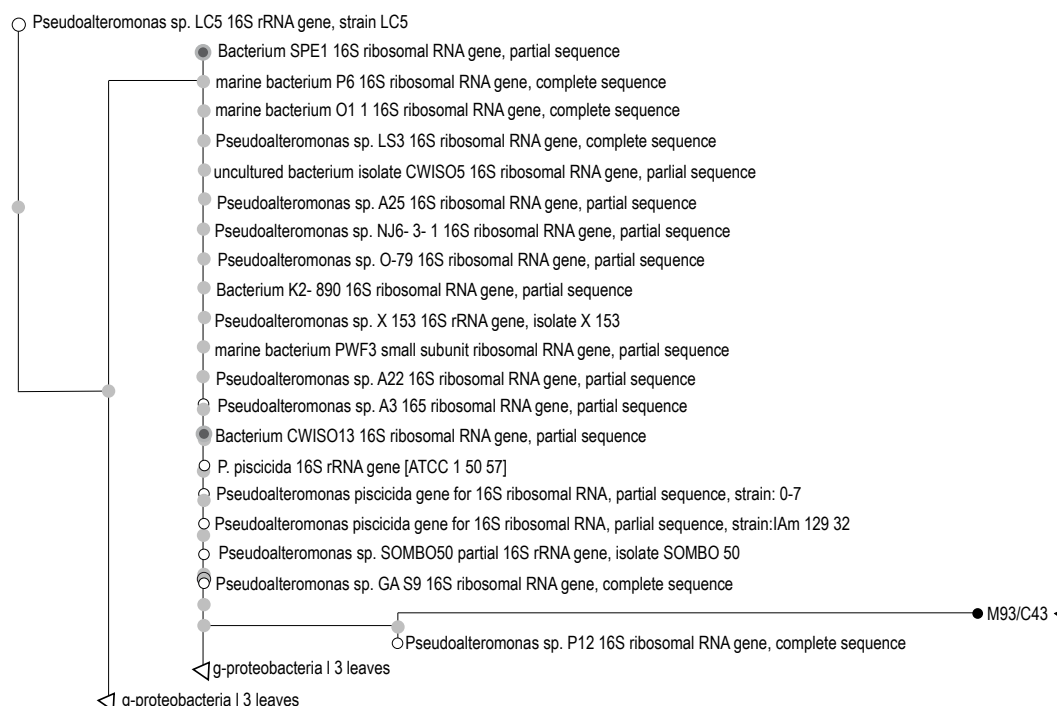 Pseudoalteromonas sp. LC5 16S rRNA gene, strain LC5
Bacterium SPE1 16S ribosomal RNA gene, partial sequence
marine bacterium P6 16S ribosomal RNA gene, complete sequence
marine bacterium O1 1 16S ribosomal RNA gene, complete sequence
Pseudoalteromonas sp. LS3 16S ribosomal RNA gene, complete sequence
uncultured bacterium isolate CWISO5 16S ribosomal RNA gene, parlial sequence
Pseudoalteromonas sp. A25 16S ribosomal RNA gene, partial sequence
Pseudoalteromonas sp. NJ6- 3- 1 16S ribosomal RNA gene, partial sequence
Pseudoalteromonas sp. O-79 16S ribosomal RNA gene, partial sequence
Bacterium K2- 890 16S ribosomal RNA gene, partial sequence
Pseudoalteromonas sp. X 153 16S rRNA gene, isolate X 153
marine bacterium PWF3 small subunit ribosomal RNA gene, partial sequence
Pseudoalteromonas sp. A22 16S ribosomal RNA gene, partial sequence
Pseudoalteromonas sp. A3 165 ribosomal RNA gene, partial sequence
Bacterium CWISO13 16S ribosomal RNA gene, partial sequence
P. piscicida 16S rRNA gene [ATCC 1 50 57]
Pseudoalteromonas piscicida gene for 16S ribosomal RNA, partial sequence, strain: 0-7
Pseudoalteromonas piscicida gene for 16S ribosomal RNA, parlial sequence, strain:IAm 129 32
Pseudoalteromonas sp. SOMBO50 partial 16S rRNA gene, isolate SOMBO 50
Pseudoalteromonas sp. GA S9 16S ribosomal RNA gene, complete sequence
M93/C43
Pseudoalteromonas sp. P12 16S ribosomal RNA gene, complete sequence
g-proteobacteria l 3 leaves
g-proteobacteria l 3 leaves